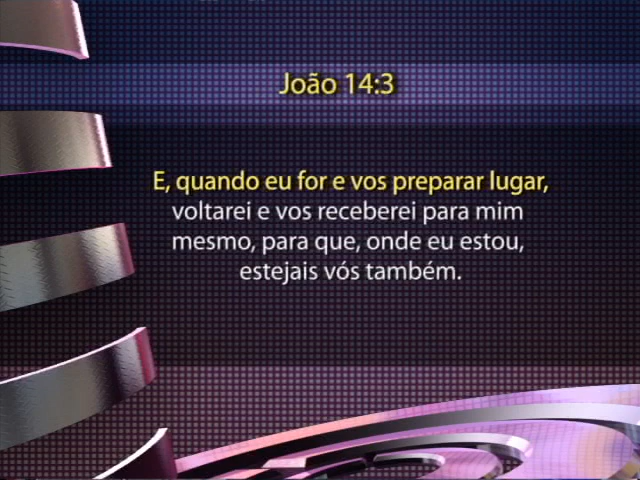 João 14:3
E, quando eu for e vos preparar lugar,
voltarei e vos receberei para mim
mesmo, para que, onde eu estou,
estejais vós também.